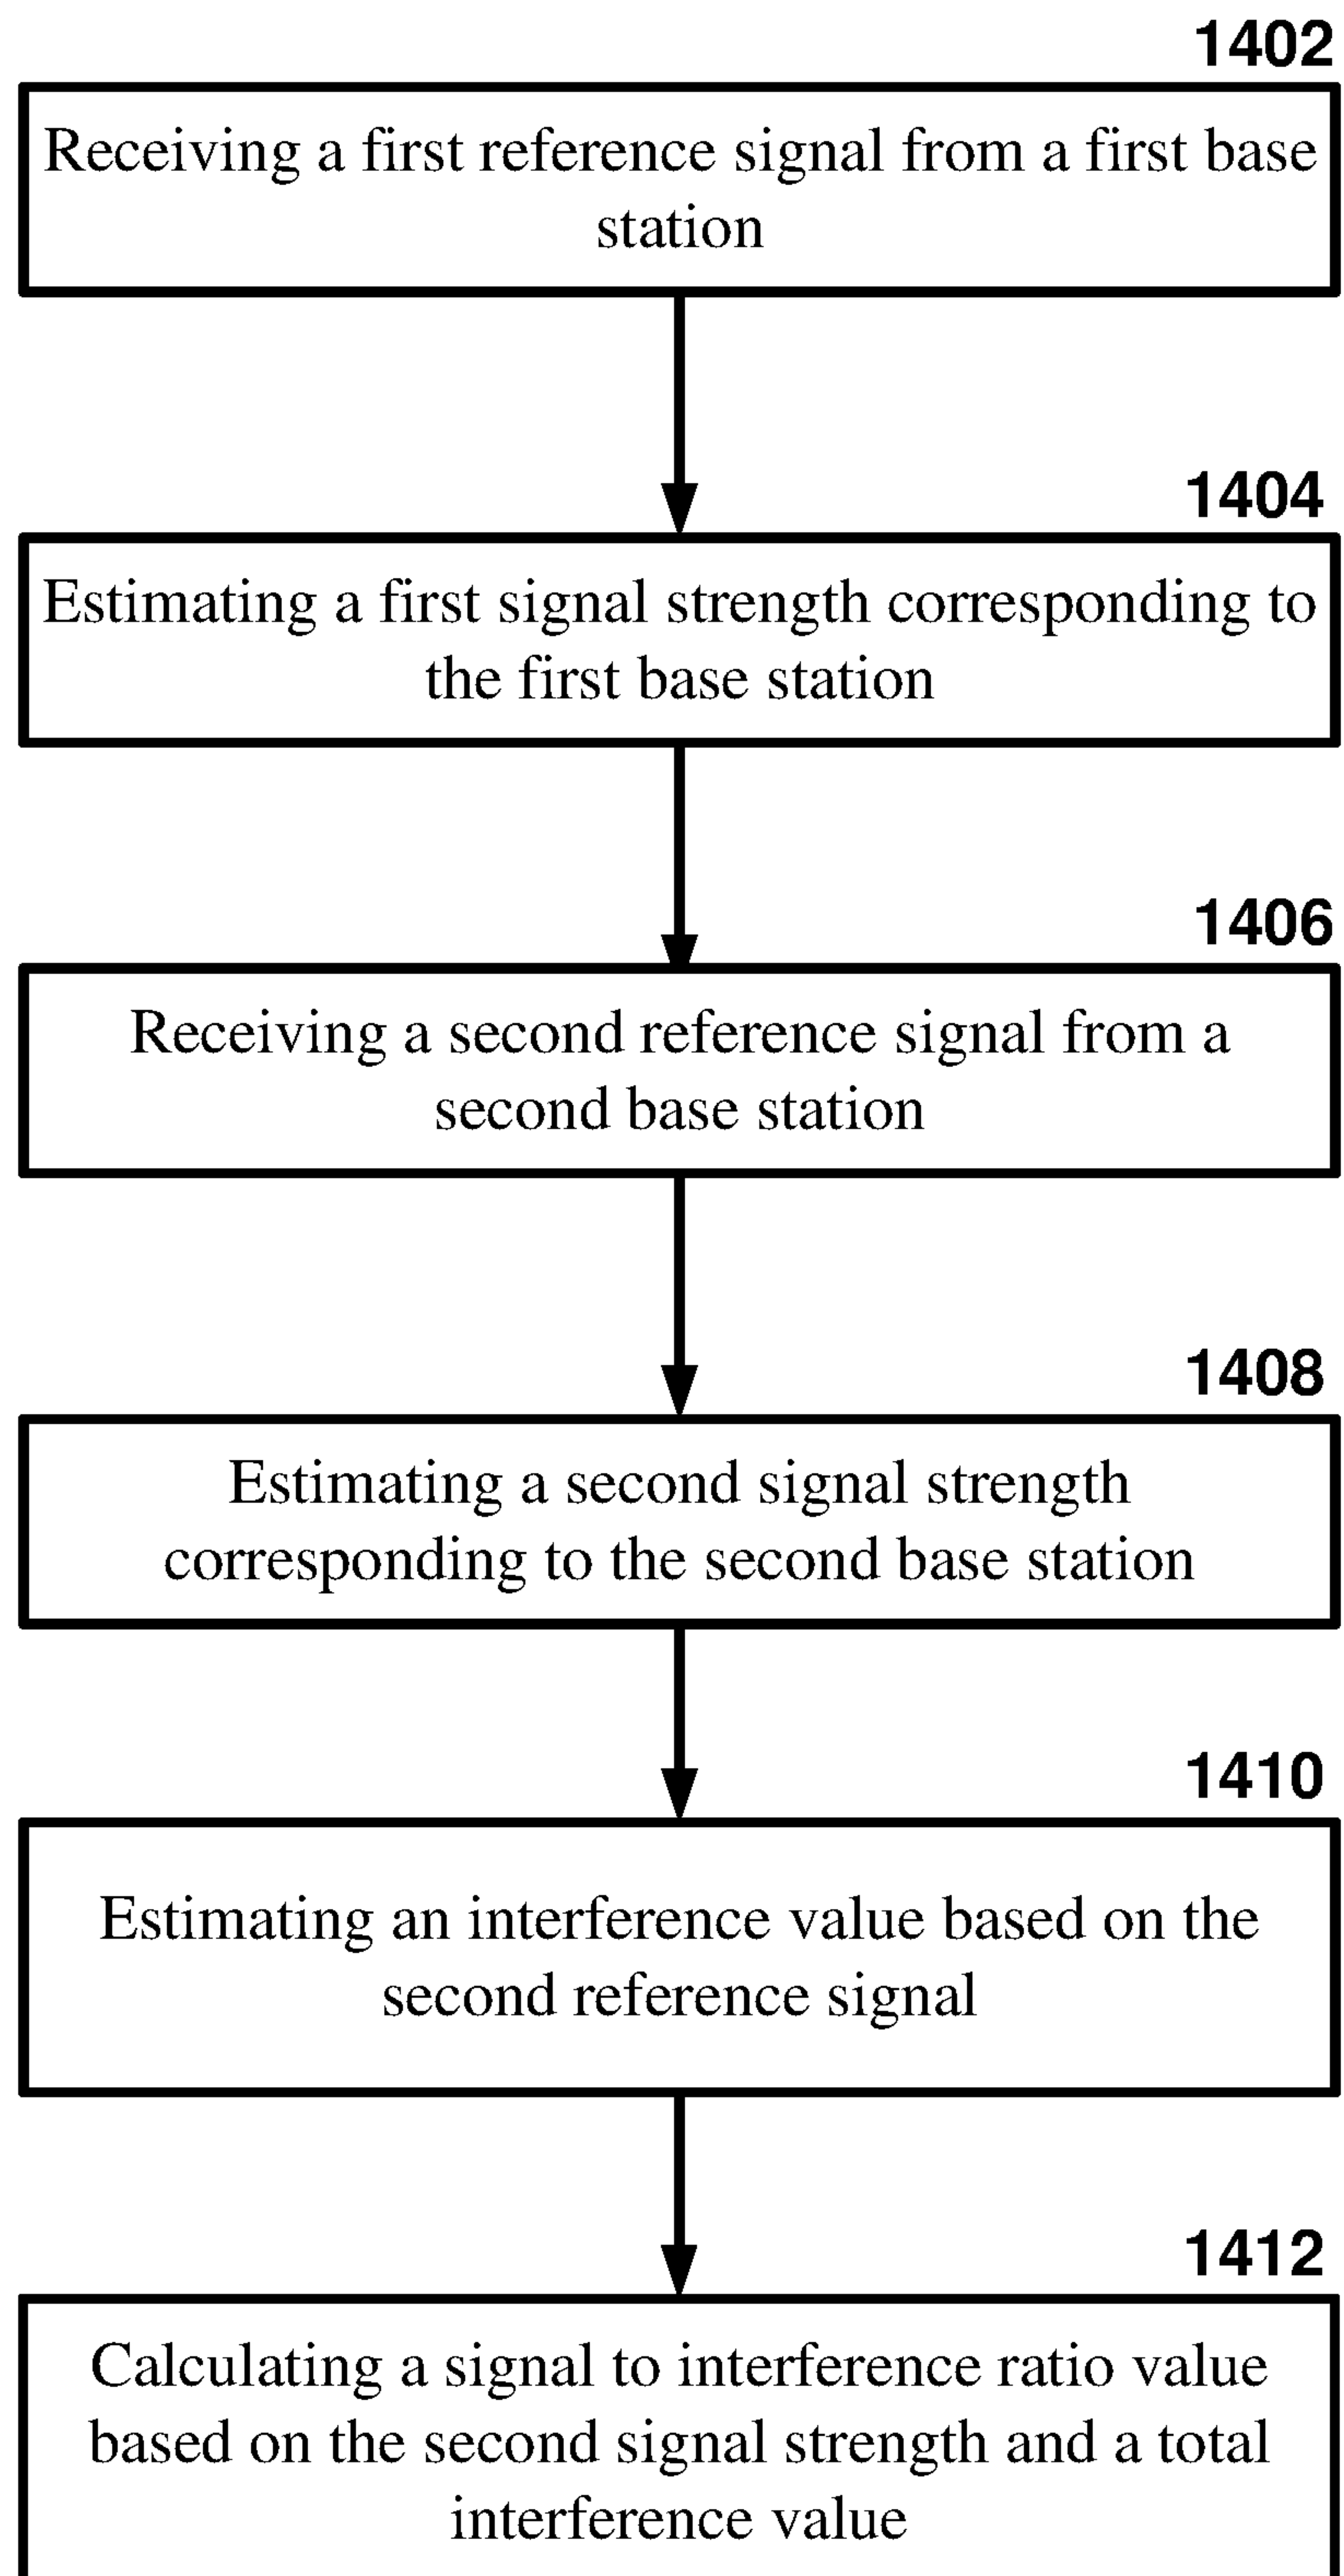 1402
Receiving a first reference signal from a first base
station
1404
Estimating a first signal strength corresponding to
the first base station
1406
Receiving a second reference signal from a
second base station
1408
Estimating a second signal strength
corresponding to the second base station
1410
Estimating an interference value based on the
second reference signal
1412
Calculating a signal to interference ratio value
based on the second signal strength and a total
interference value